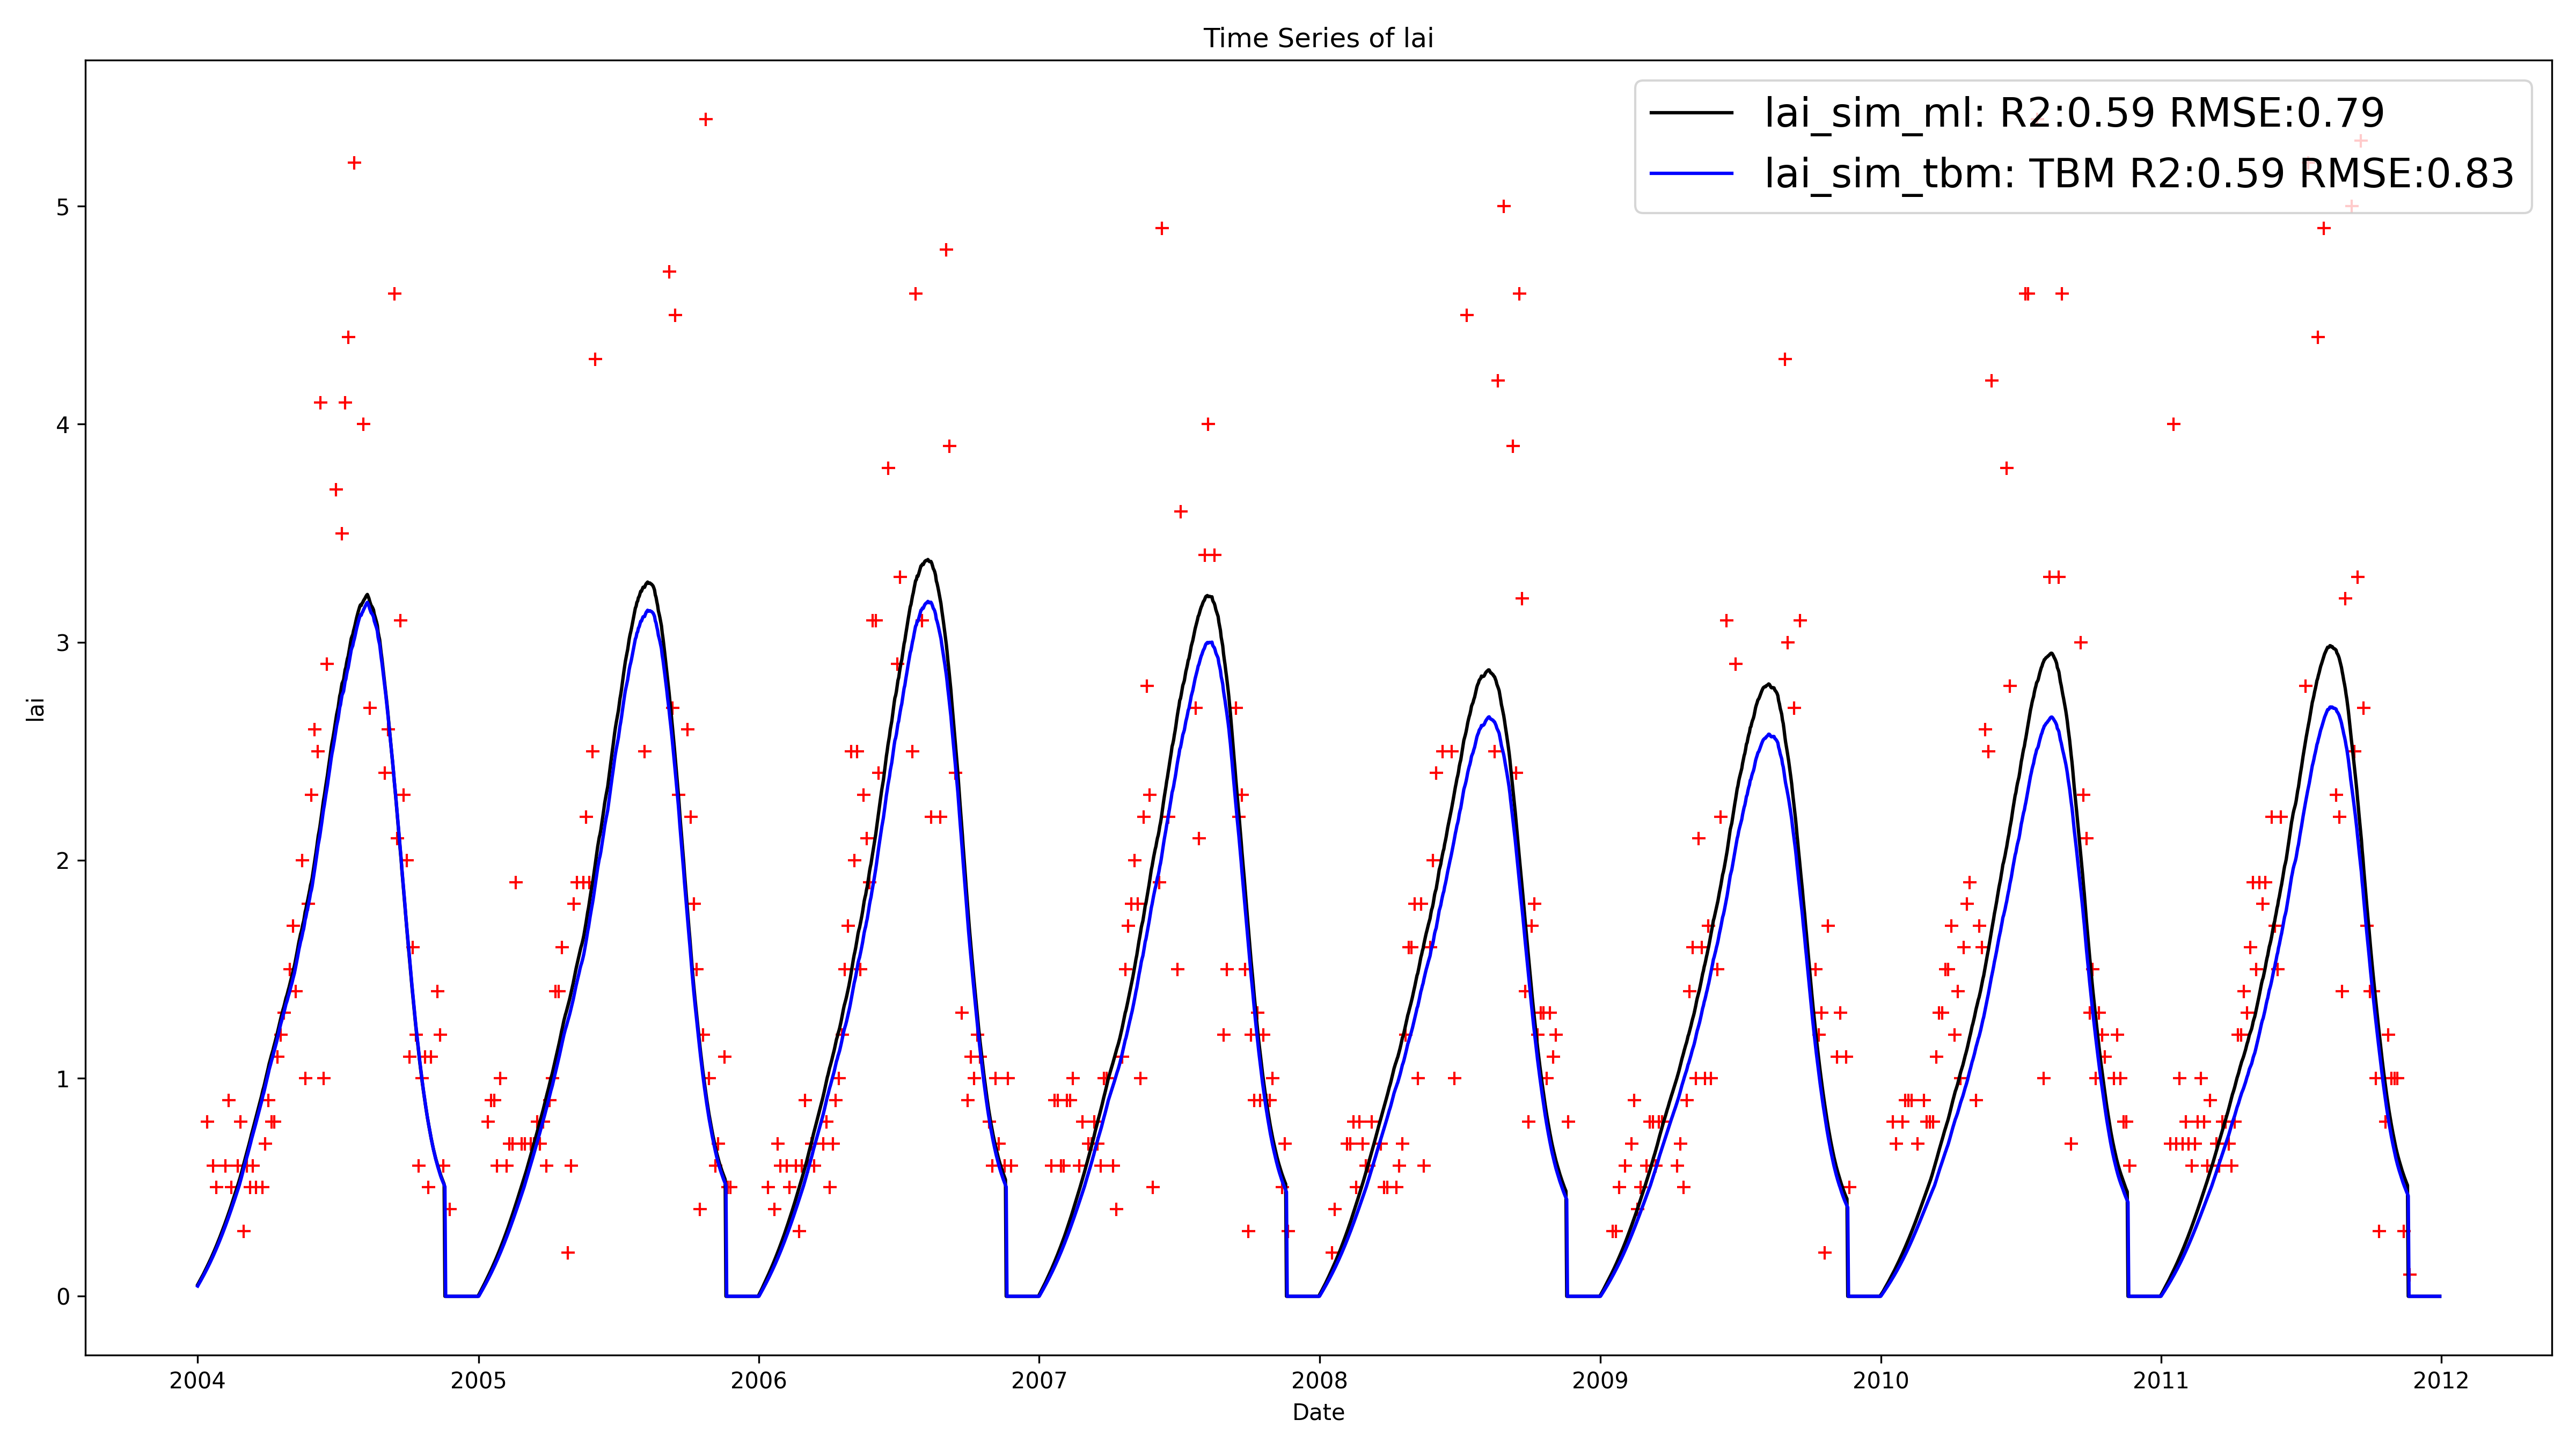 Time Series of lai
lai_sim_ml: R2:0.59 RMSE:0.79
lai_sim_tbm: TBM R2:0.59 RMSE:0.83
5
4
3
2
1
0
lai
2004 2005 2006 2007 2008 2009 2010 2011 2012
Date